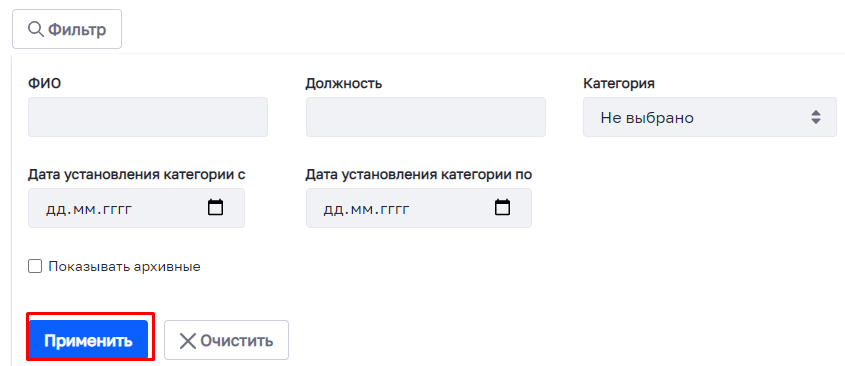 Фильтр
ФИО Должность Категория
Не выбрано
Дата установления категории с Дата установления категории по
дд.мм.гггг дд.мм.гггг
Показывать архивные
Применить Очистить